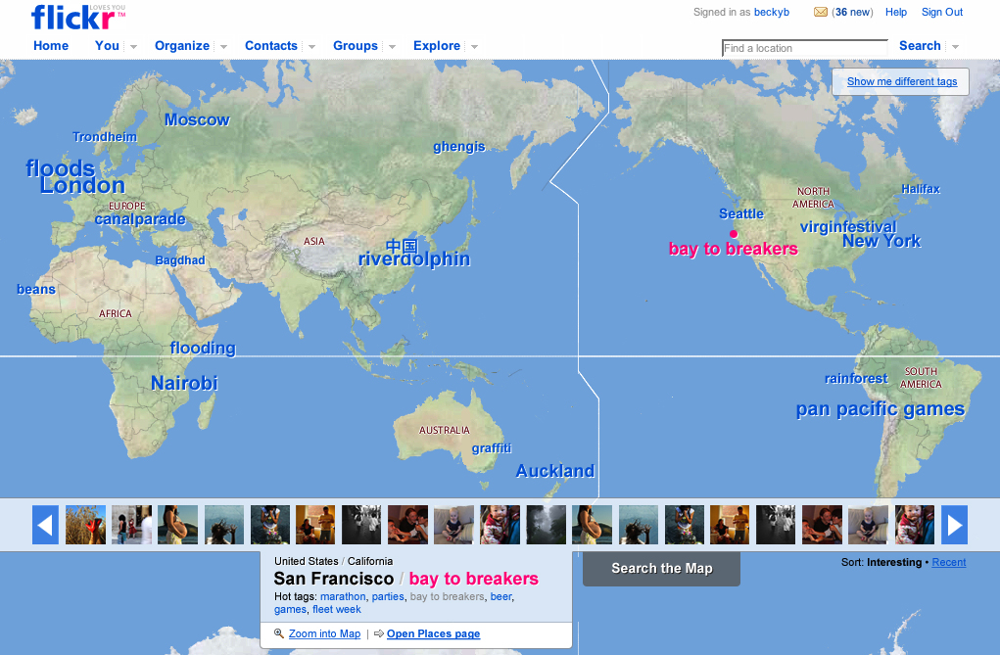 flickr LOVES YOU TM
Signed in as beckyb (36 new) Help Sign Out
Home You Organize Contacts Groups Explore
Find a location Search
Show me different tags
Moscow
Trondheim
ghengis
floods
London
NORTH AMERICA
Halifax
EUROPE
canalparade
Seattle
virginfestival
New York
ASIA
中国
riverdolphin
bay to breakers
Bagdhad
beans
AFRICA
flooding
Nairobi
rainforest
SOUTH AMERICA
pan pacific games
AUSTRALIA
graffiti
Auckland
United States / California
San Francisco / bay to breakers
Hot tags: marathon, parties, bay to breakers, beer,
games, fleet week
Zoom into Map | Open Places page
Search the Map
Sort: Interesting • Recent